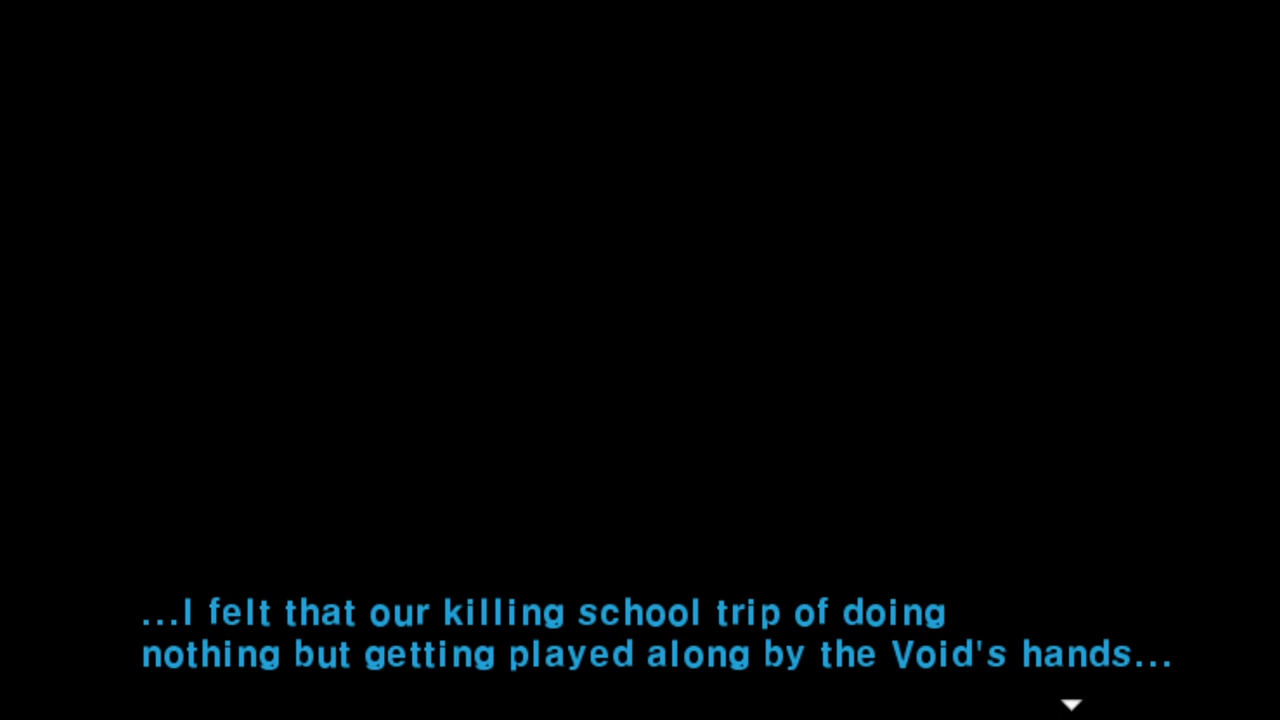 ...I felt that our killing school trip of doing
nothing but getting played along by the Void's hands...